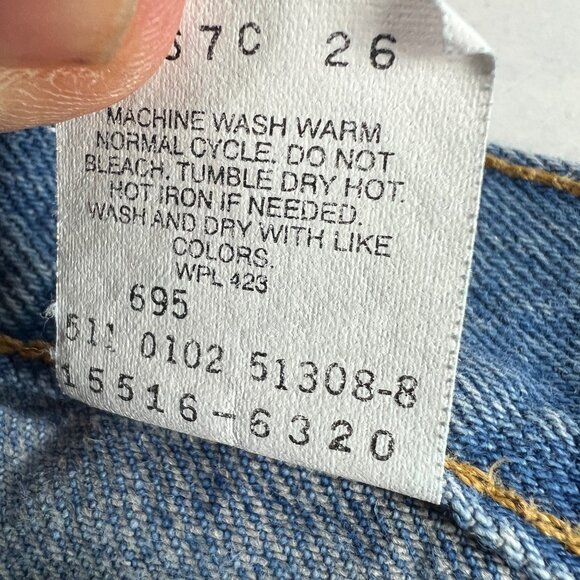 67C 26
MACHINE WASH WARM
NORMAL CYCLE. DO NOT
BLEACH. TUMBLE DRY HOT.
HOT IRON IF NEEDED.
WASH AND DRY WITH LIKE
COLORS.
WPL 423
695
511 0102 51308-8
15516-6320